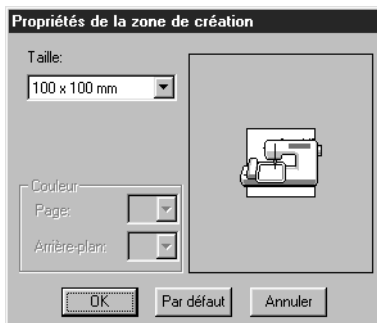 Propriétés de la zone de création
Taille:
100 x 100 mm
Couleur
Page:
Arrière-plan:
OK
Par défaut
Annuler